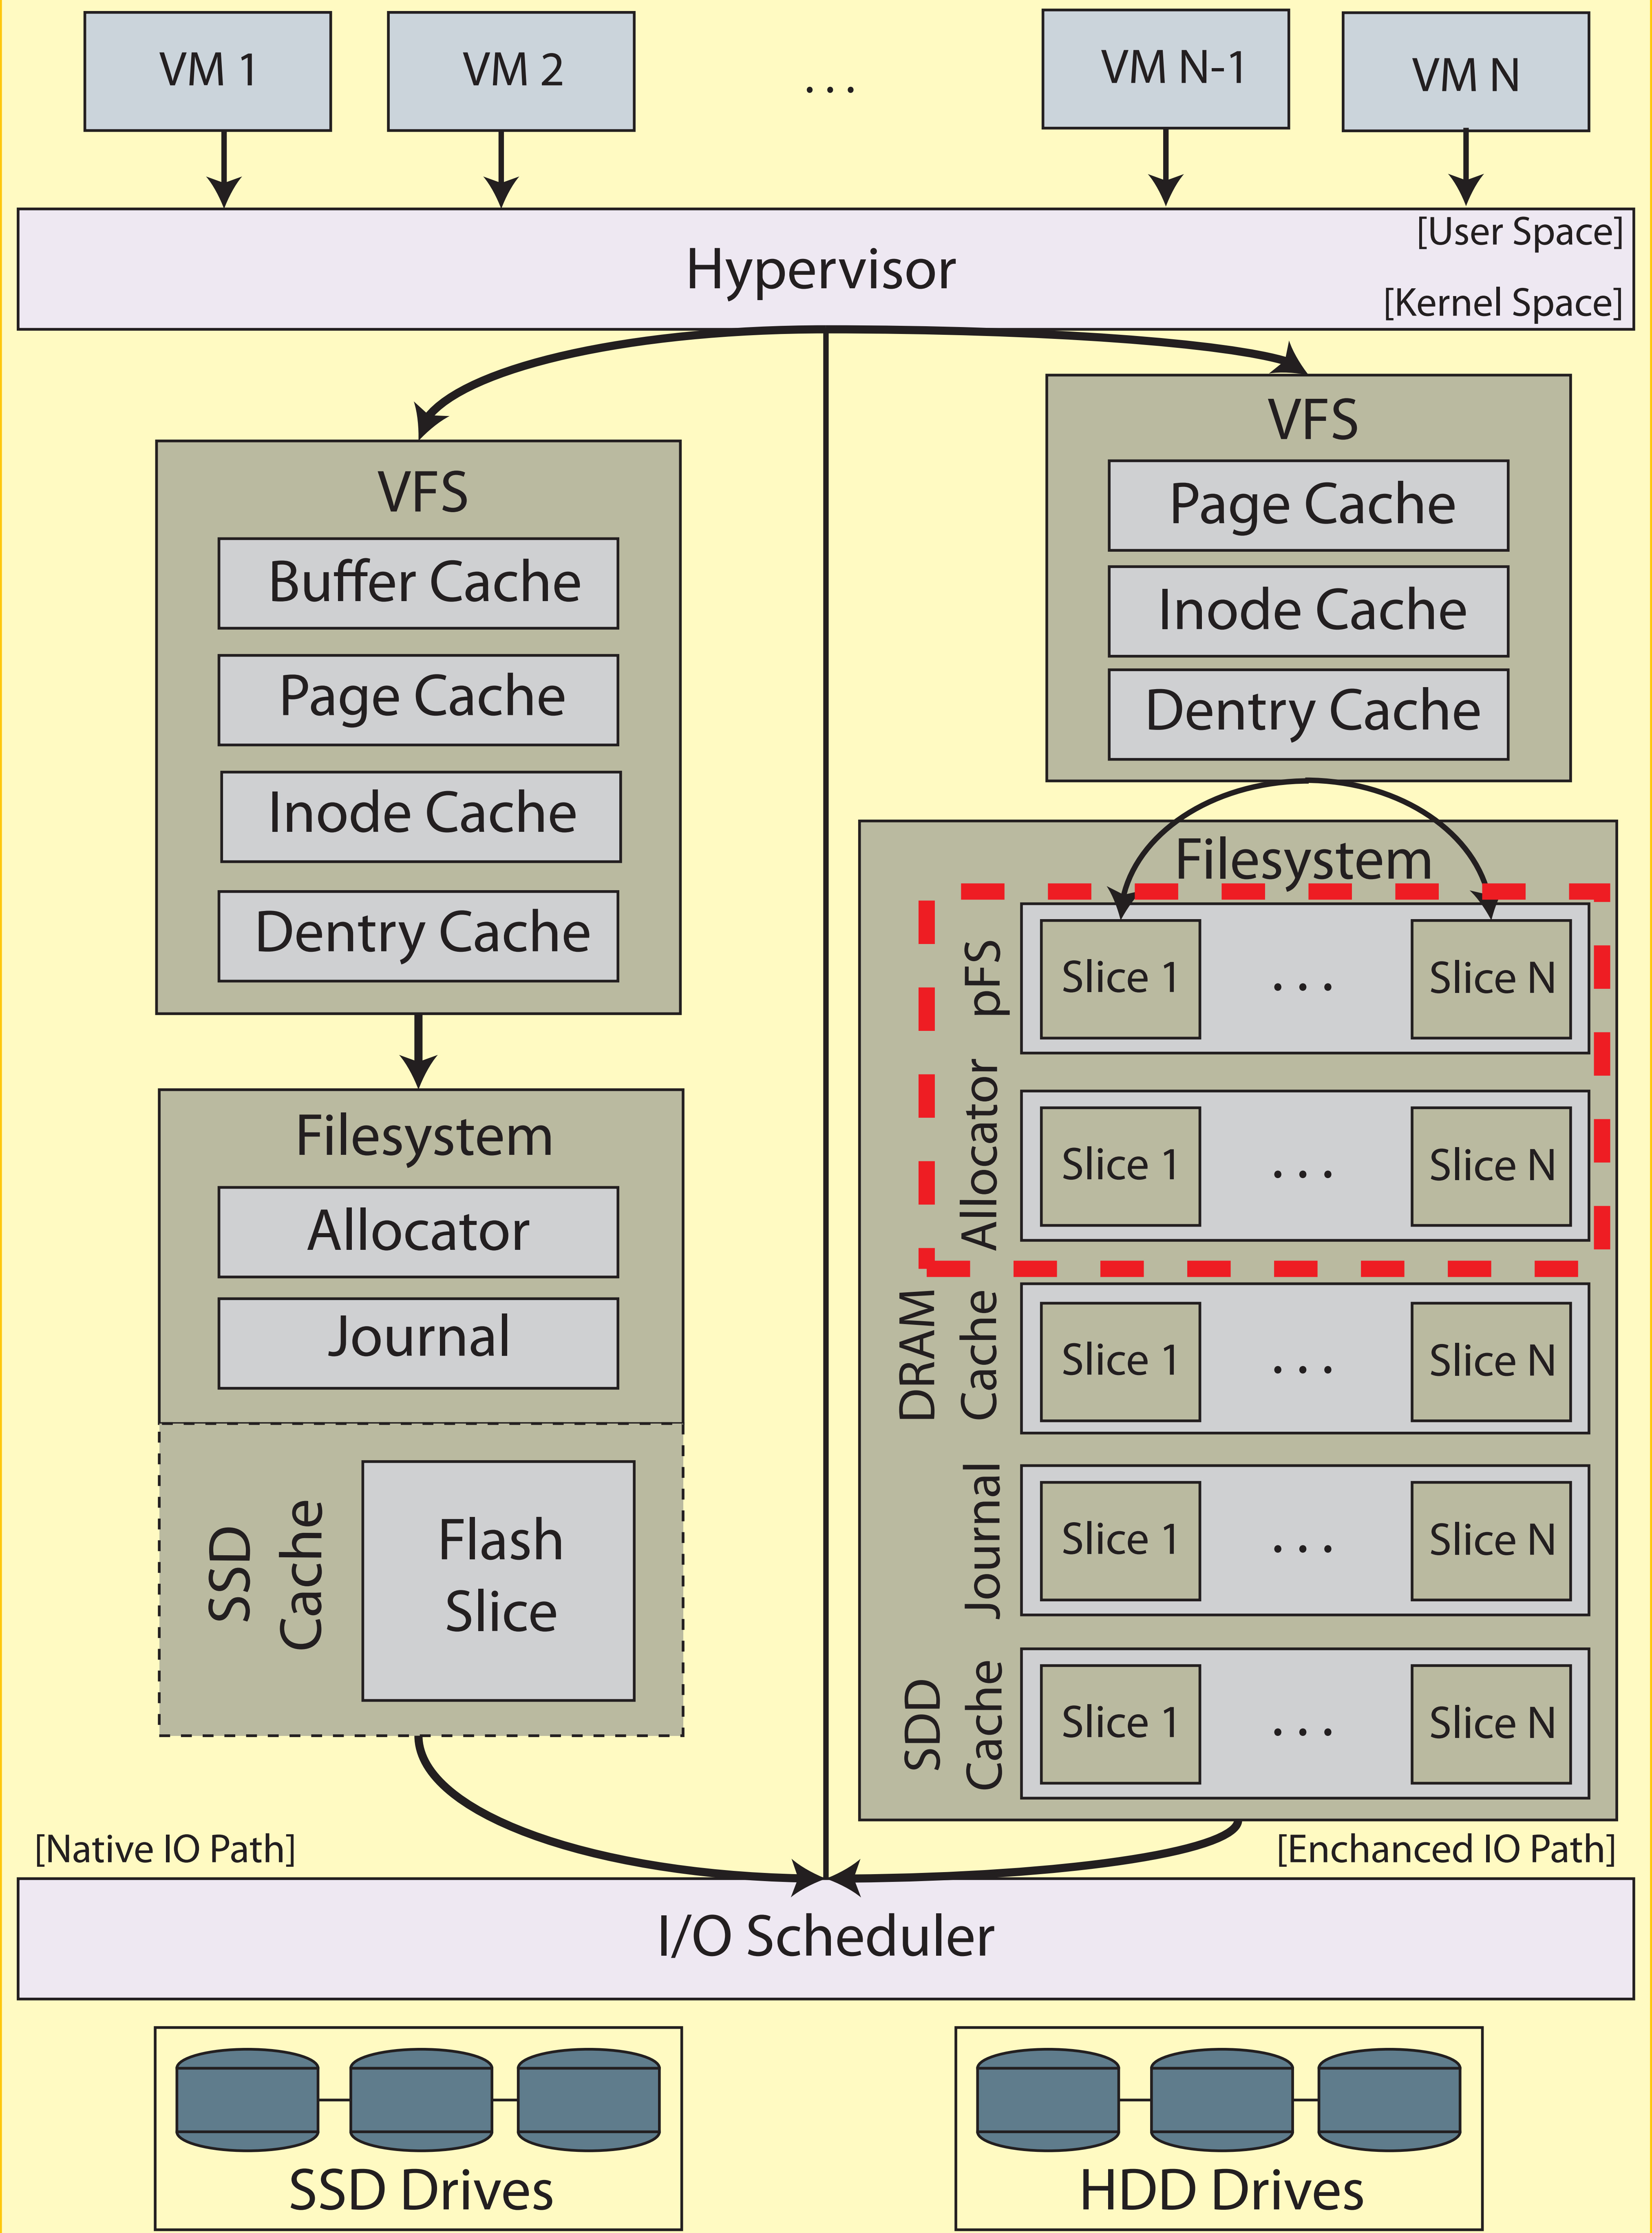 VM 1
VM 2
...
VM N-1
VM N
[User Space]
Hypervisor
[Kernel Space]
VFS
Buffer Cache
Page Cache
Inode Cache
Dentry Cache
Filesystem
Allocator
Journal
SSD
Cache
Flash
Slice
VFS
Page Cache
Inode Cache
Dentry Cache
Filesystem
pFS
Slice 1
...
Slice N
Allocator
Slice 1
...
Slice N
DRAM
Cache
Slice 1
...
Slice N
Journal
Slice 1
...
Slice N
SDD
Cache
Slice 1
...
Slice N
[Native IO Path]
[Enchanced IO Path]
I/O Scheduler
SSD Drives
HDD Drives